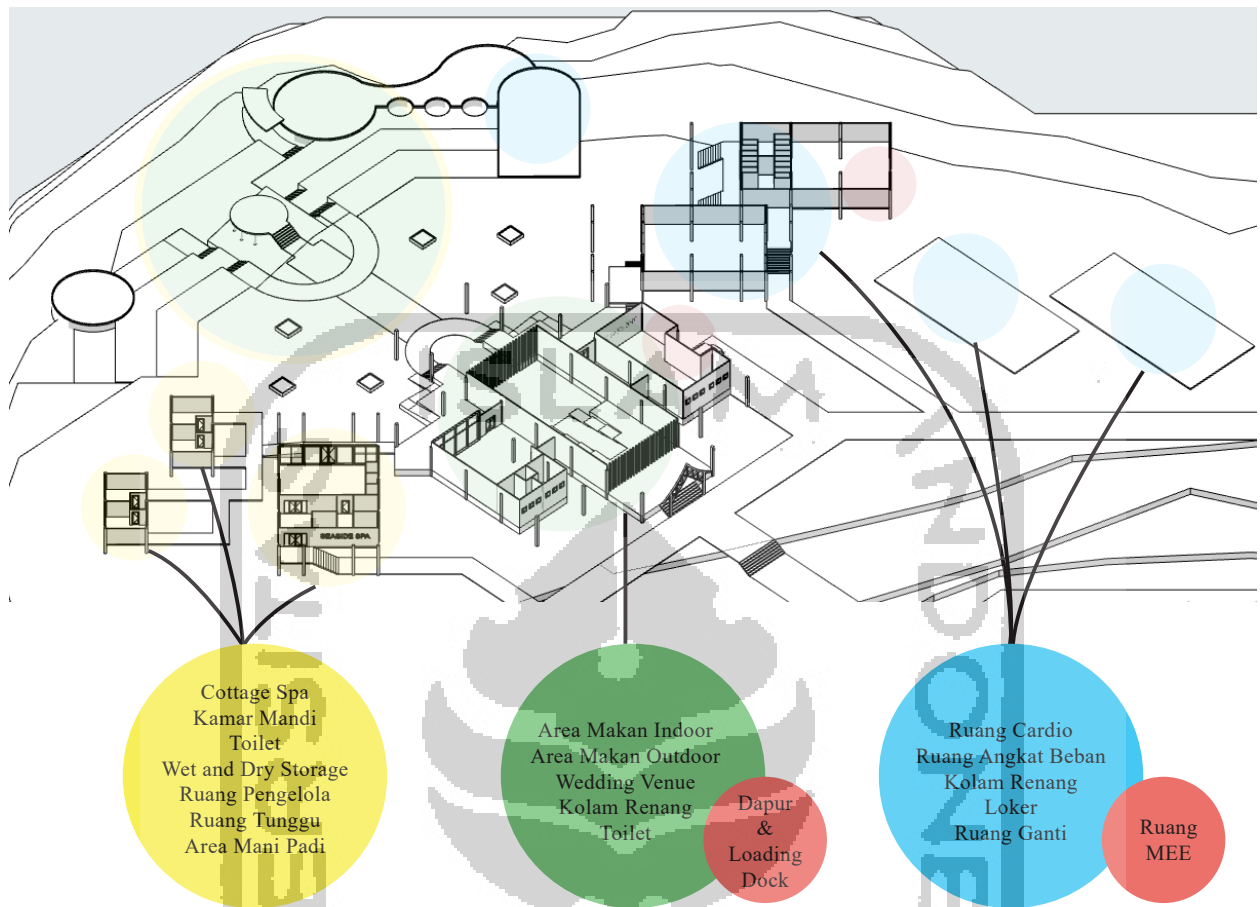 SEASIDE SPA
Cottage Spa
Kamar Mandi
Toilet
Wet and Dry Storage
Ruang Pengelola
Ruang Tunggu
Area Mani Padi
Area Makan Indoor
Area Makan Outdoor
Wedding Venue
Kolam Renang
Toilet
Dapur
&
Loading
Dock
Ruang Cardio
Ruang Angkat Beban
Kolam Renang
Loker
Ruang Ganti
Ruang
MEE
ISLAM